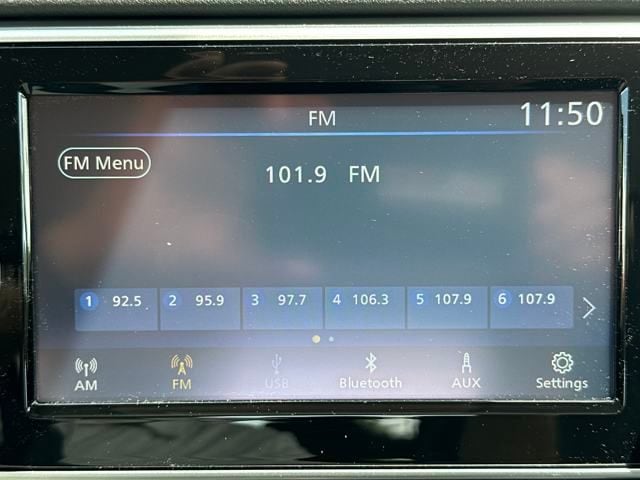 FM 11:50
FM Menu
101.9 FM
1 92.5 2 95.9 3 97.7 4 106.3 5 107.9 6 107.9
AM FM USB Bluetooth AUX Settings